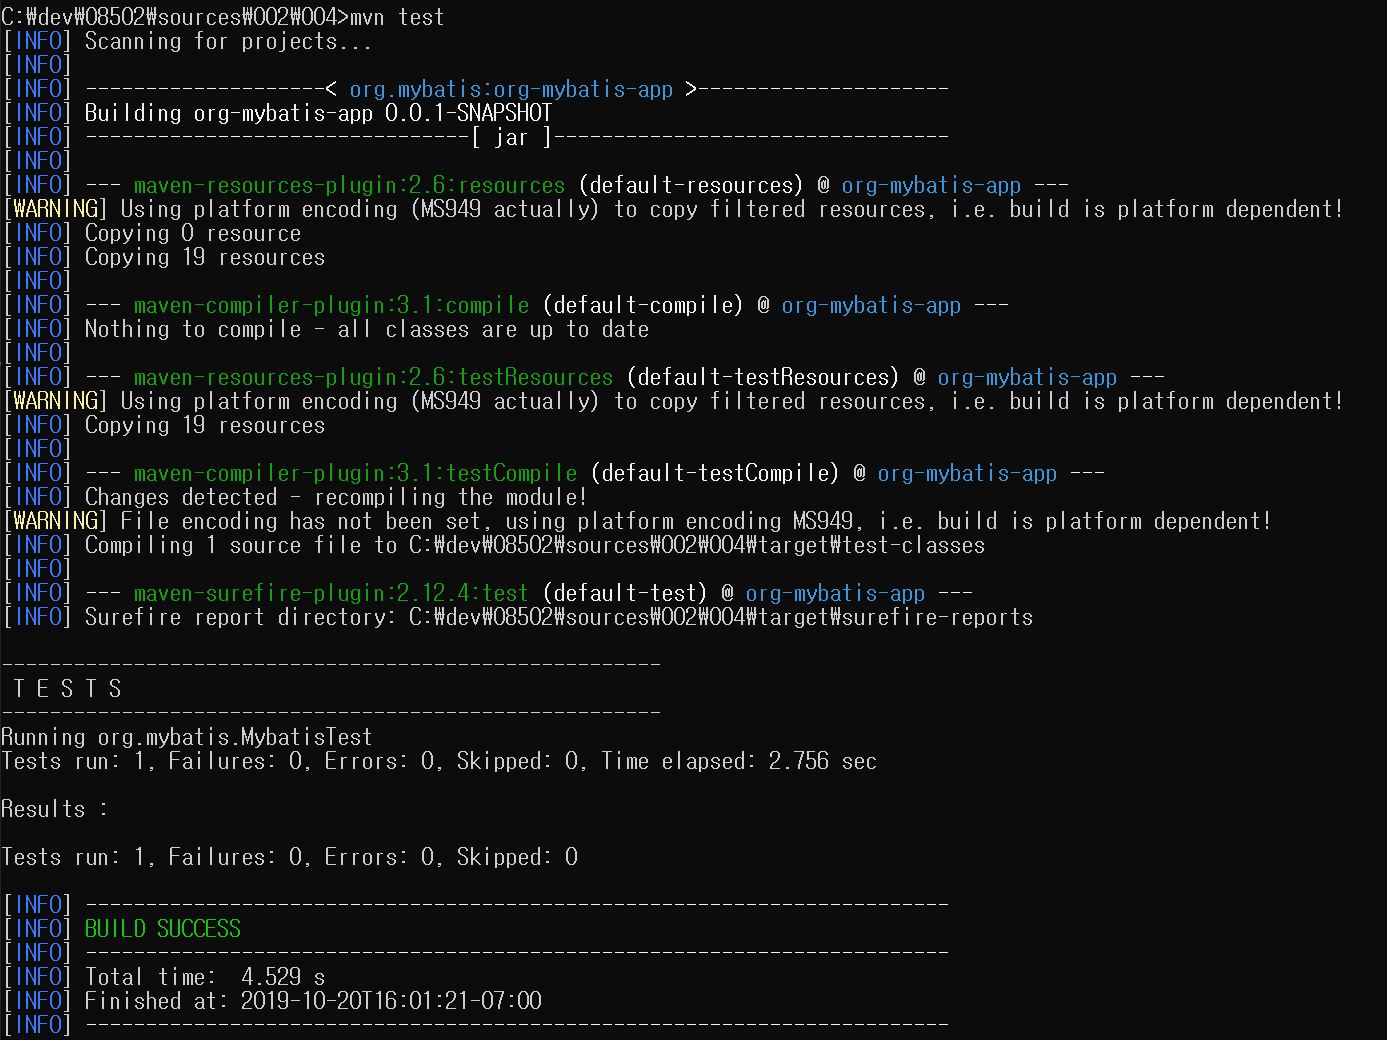 C:₩dev₩08502₩sources₩002₩004>mvn test
[INFO] Scanning for projects...
[INFO]
[INFO] --------------------< org.mybatis:org-mybatis-app >---------------------
[INFO] Building org-mybatis-app 0.0.1-SNAPSHOT
[INFO] --------------------------------[ jar ]---------------------------------
[INFO]
[INFO] --- maven-resources-plugin:2.6:resources (default-resources) @ org-mybatis-app ---
[WARNING] Using platform encoding (MS949 actually) to copy filtered resources, i.e. build is platform dependent!
[INFO] Copying 0 resource
[INFO] Copying 19 resources
[INFO]
[INFO] --- maven-compiler-plugin:3.1:compile (default-compile) @ org-mybatis-app ---
[INFO] Nothing to compile - all classes are up to date
[INFO]
[INFO] --- maven-resources-plugin:2.6:testResources (default-testResources) @ org-mybatis-app ---
[WARNING] Using platform encoding (MS949 actually) to copy filtered resources, i.e. build is platform dependent!
[INFO] Copying 19 resources
[INFO]
[INFO] --- maven-compiler-plugin:3.1:testCompile (default-testCompile) @ org-mybatis-app ---
[INFO] Changes detected - recompiling the module!
[WARNING] File encoding has not been set, using platform encoding MS949, i.e. build is platform dependent!
[INFO] Compiling 1 source file to C:₩dev₩08502₩sources₩002₩004₩target₩test-classes
[INFO]
[INFO] --- maven-surefire-plugin:2.12.4:test (default-test) @ org-mybatis-app ---
[INFO] Surefire report directory: C:₩dev₩08502₩sources₩002₩004₩target₩surefire-reports
-------------------------------------------------------
T E S T S
-------------------------------------------------------
Running org.mybatis.MybatisTest
Tests run: 1, Failures: 0, Errors: 0, Skipped: 0, Time elapsed: 2.756 sec
Results :
Tests run: 1, Failures: 0, Errors: 0, Skipped: 0
[INFO] ------------------------------------------------------------------------
[INFO] BUILD SUCCESS
[INFO] ------------------------------------------------------------------------
[INFO] Total time:  4.529 s
[INFO] Finished at: 2019-10-20T16:01:21-07:00
[INFO] ------------------------------------------------------------------------